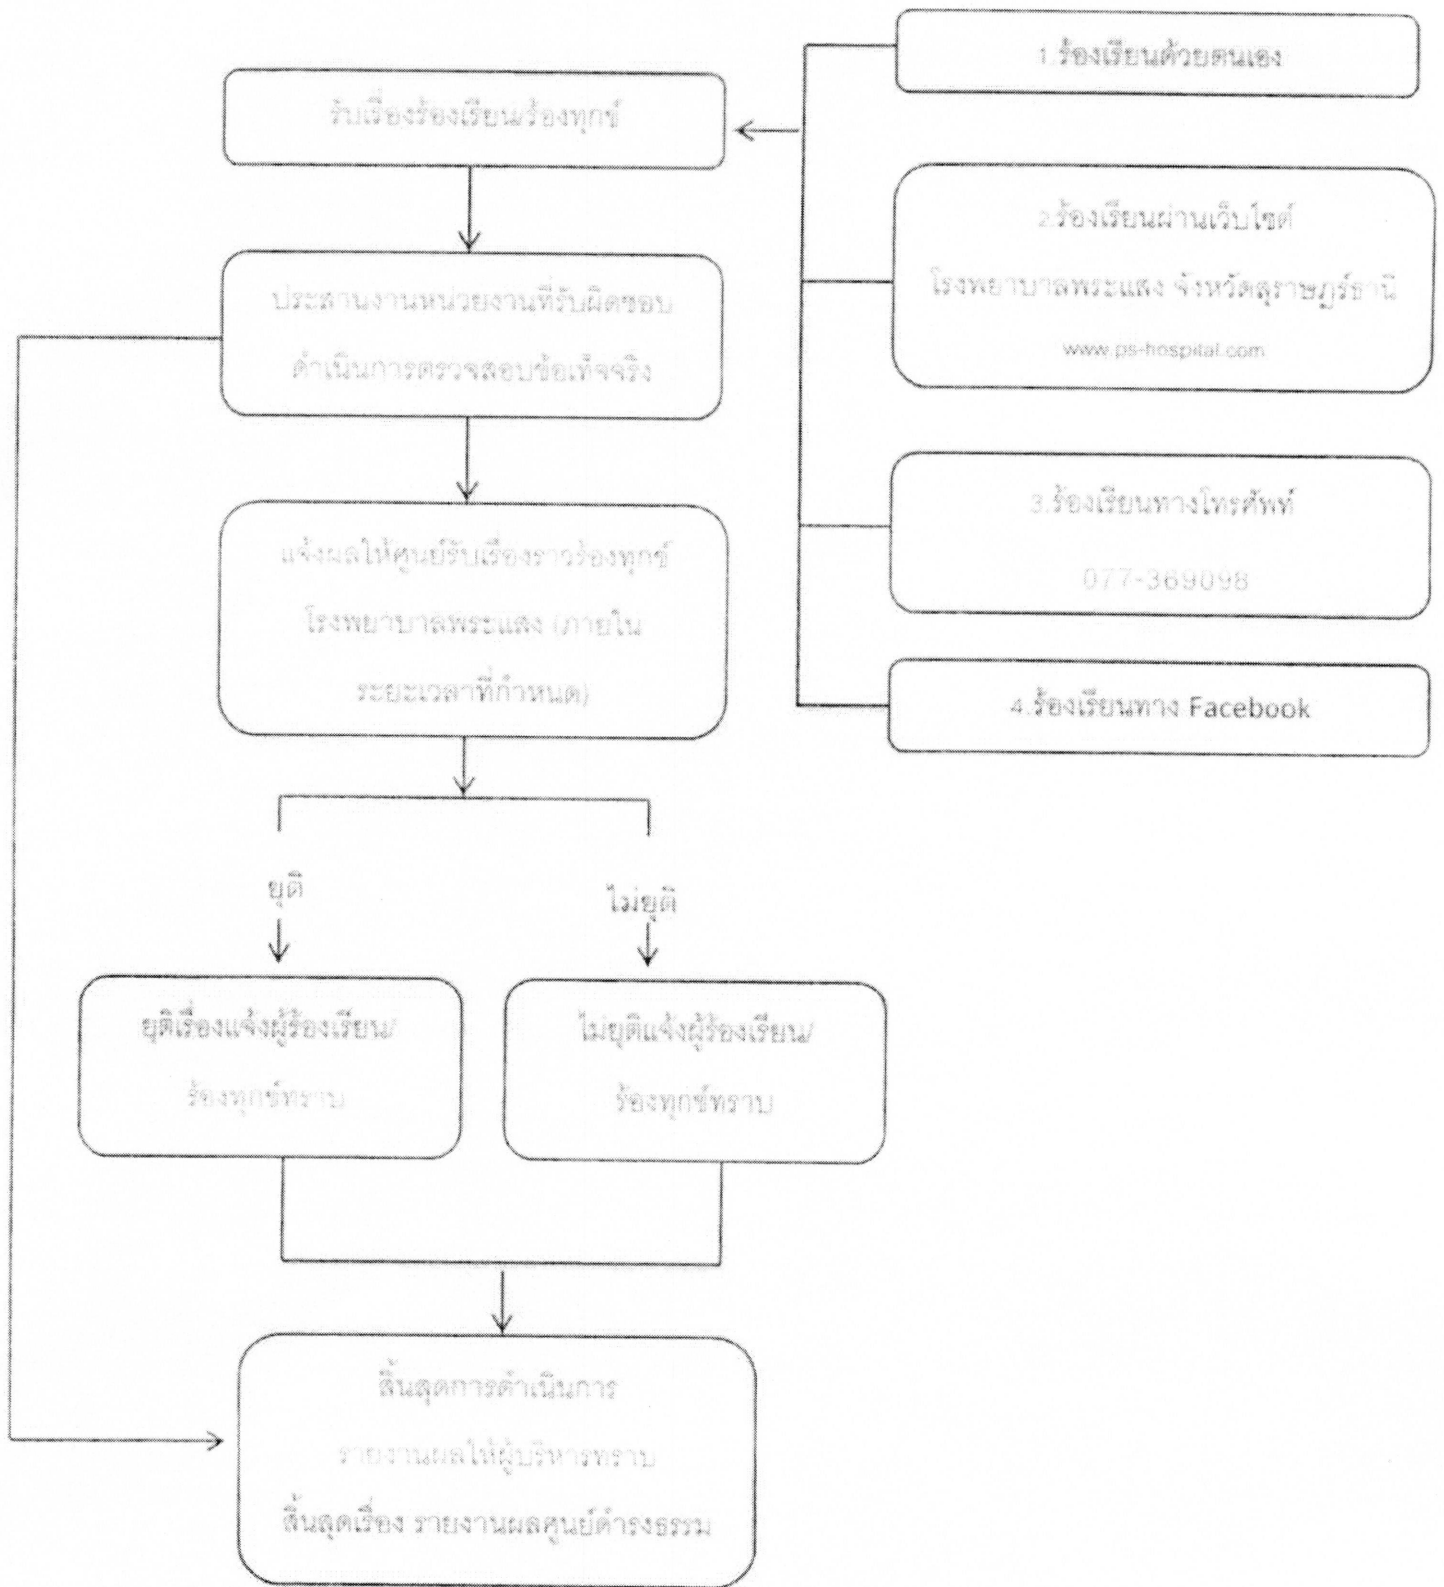 1.ร้องเรียนด้วยตนเอง
รับเรื่องร้องเรียน/ร้องทุกข์
2.ร้องเรียนผ่านเว็บไซต์
โรงพยาบาลพระแสง จังหวัดสุราษฎร์ธานี
www.ps-hospital.com
ประสานงานหน่วยงานที่รับผิดชอบ
ดำเนินการตรวจสอบข้อเท็จจริง
3.ร้องเรียนทางโทรศัพท์
077-369098
แจ้งผลให้ศูนย์รับเรื่องราวร้องทุกข์
โรงพยาบาลพระแสง (ภายใน
ระยะเวลาที่กำหนด)
4.ร้องเรียนทาง Facebook
ยุติ
ไม่ยุติ
ยุติเรื่องแจ้งผู้ร้องเรียน/
ร้องทุกข์ทราบ
ไม่ยุติแจ้งผู้ร้องเรียน/
ร้องทุกข์ทราบ
สิ้นสุดการดำเนินการ
รายงานผลให้ผู้บริหารทราบ
สิ้นสุดเรื่อง รายงานผลศูนย์ดำรงธรรม